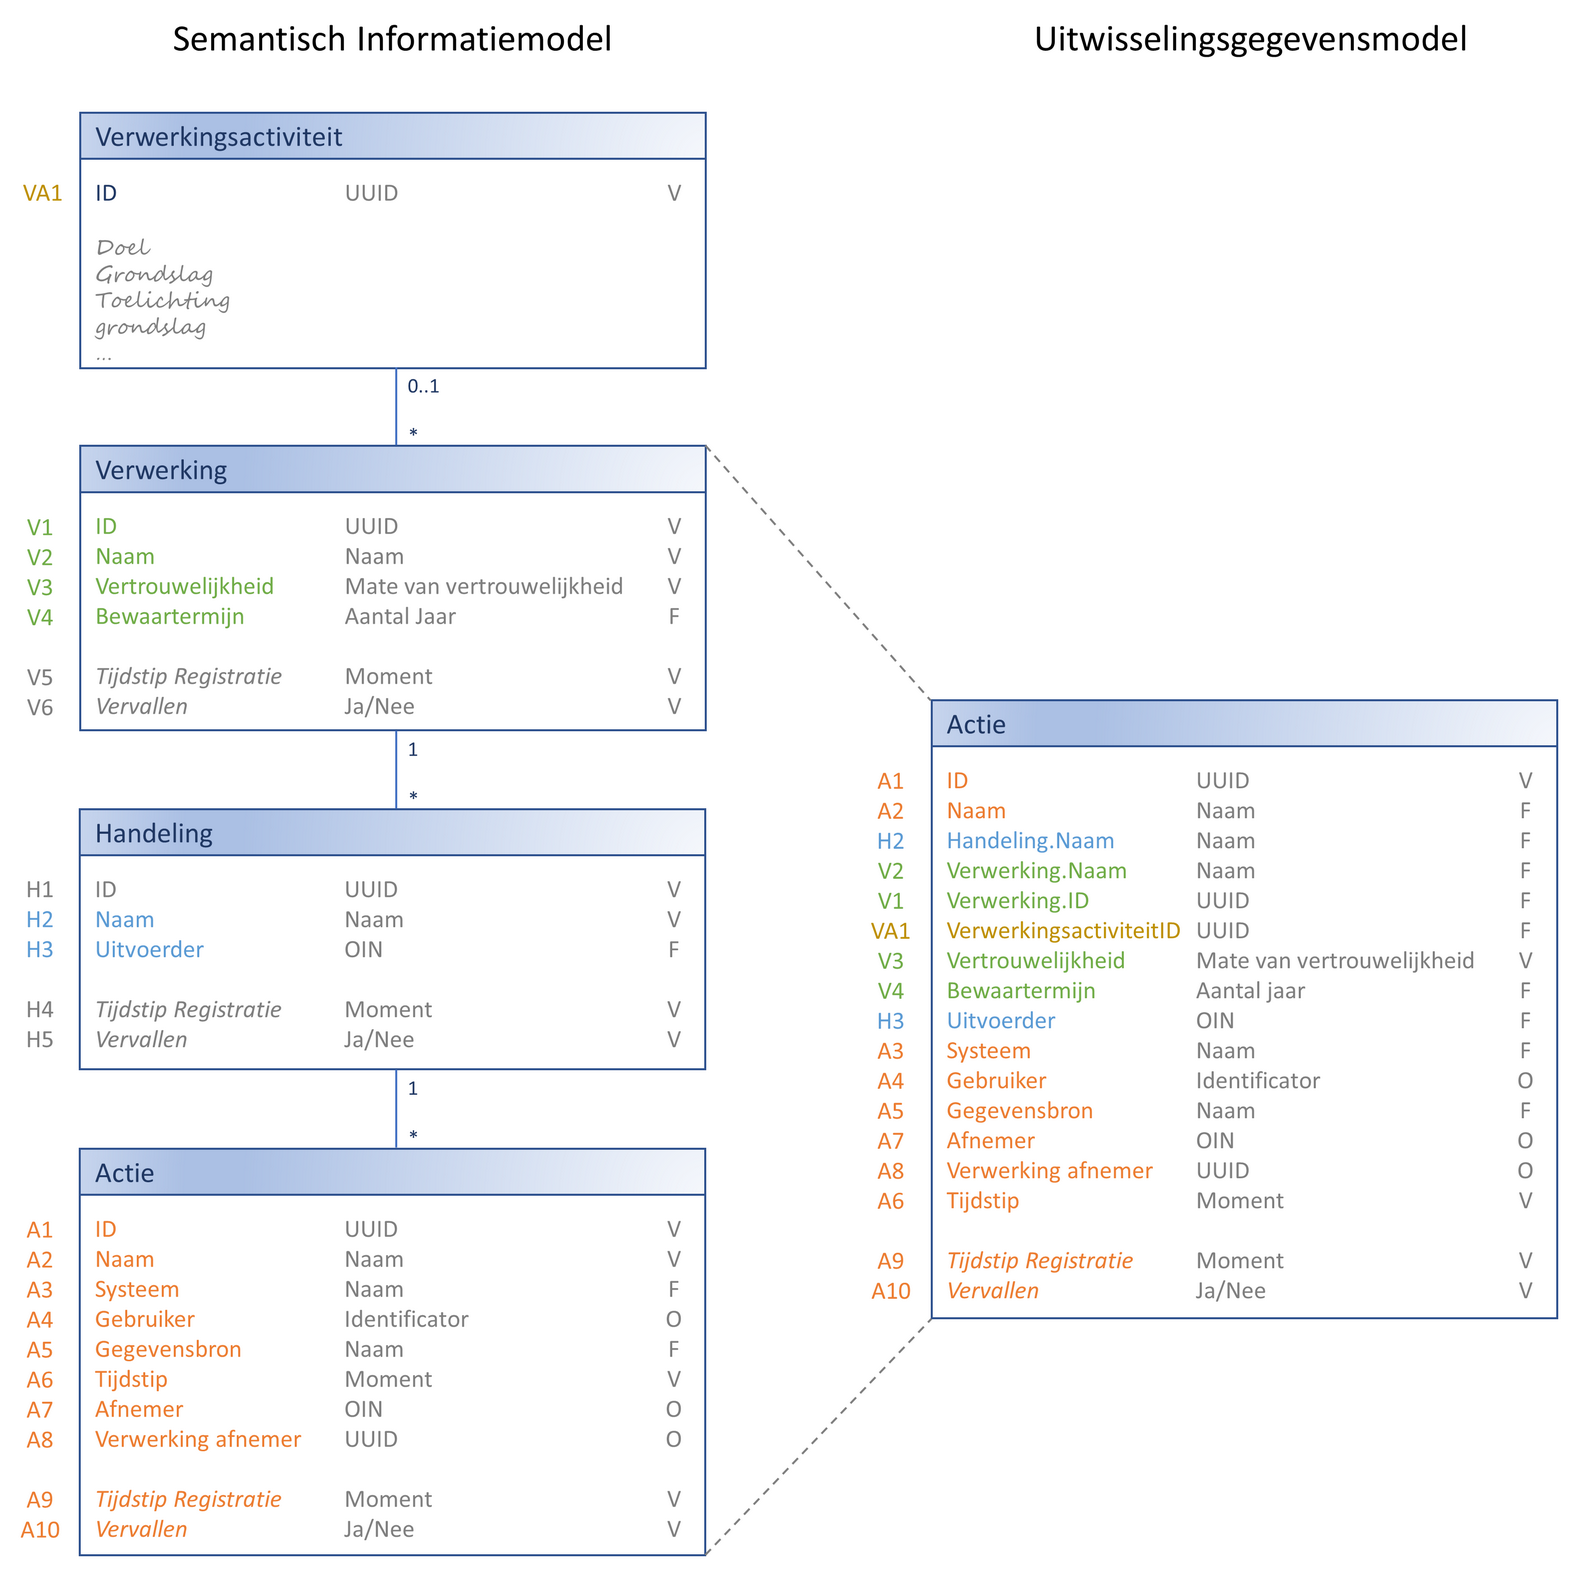 Semantisch Informatiemodel
Verwerkingsactiviteit
VA1 ID UUID V
Doel
Grondslag
Toelichting
grondslag
...
0..1
*
Verwerking
V1 ID UUID V
V2 Naam Naam V
V3 Vertrouwelijkheid Mate van vertrouwelijkheid V
V4 Bewaartermijn Aantal Jaar F
V5 Tijdstip Registratie Moment V
V6 Vervallen Ja/Nee V
1
*
Handeling
H1 ID UUID V
H2 Naam Naam V
H3 Uitvoerder OIN F
H4 Tijdstip Registratie Moment V
H5 Vervallen Ja/Nee V
1
*
Actie
A1 ID UUID V
A2 Naam Naam V
A3 Systeem Naam F
A4 Gebruiker Identificator O
A5 Gegevensbron Naam F
A6 Tijdstip Moment V
A7 Afnemer OIN O
A8 Verwerking afnemer UUID O
A9 Tijdstip Registratie Moment V
A10 Vervallen Ja/Nee V
Uitwisselingsgegevensmodel
Actie
A1 ID UUID V
A2 Naam Naam F
H2 Handeling.Naam Naam F
V2 Verwerking.Naam Naam F
V1 Verwerking.ID UUID F
VA1 VerwerkingsactiviteitID UUID F
V3 Vertrouwelijkheid Mate van vertrouwelijkheid V
V4 Bewaartermijn Aantal jaar F
H3 Uitvoerder OIN F
A3 Systeem Naam F
A4 Gebruiker Identificator O
A5 Gegevensbron Naam F
A7 Afnemer OIN O
A8 Verwerking afnemer UUID O
A6 Tijdstip Moment V
A9 Tijdstip Registratie Moment V
A10 Vervallen Ja/Nee V